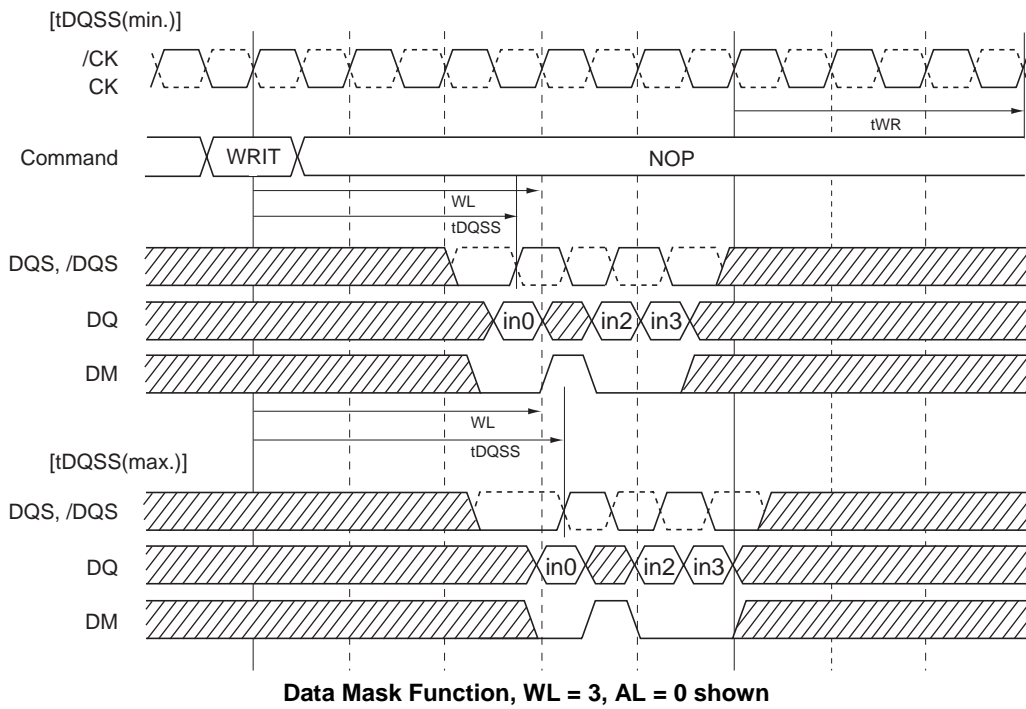 [tDQSS(min.)]
/CK
CK
tWR
Command
WRIT
NOP
WL
tDQSS
DQS, /DQS
DQ
in0
in2
in3
DM
WL
tDQSS
[tDQSS(max.)]
DQS, /DQS
DQ
in0
in2
in3
DM
Data Mask Function, WL = 3, AL = 0 shown